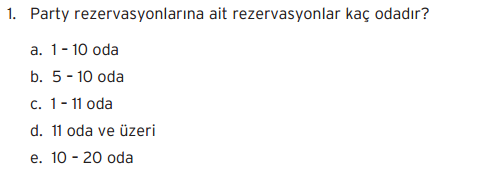 1. Party rezervasyonlarına ait rezervasyonlar kaç odadır?
a. 1 – 10 oda
b. 5 – 10 oda
c. 1 – 11 oda
d. 11 oda ve üzeri
e. 10 – 20 oda